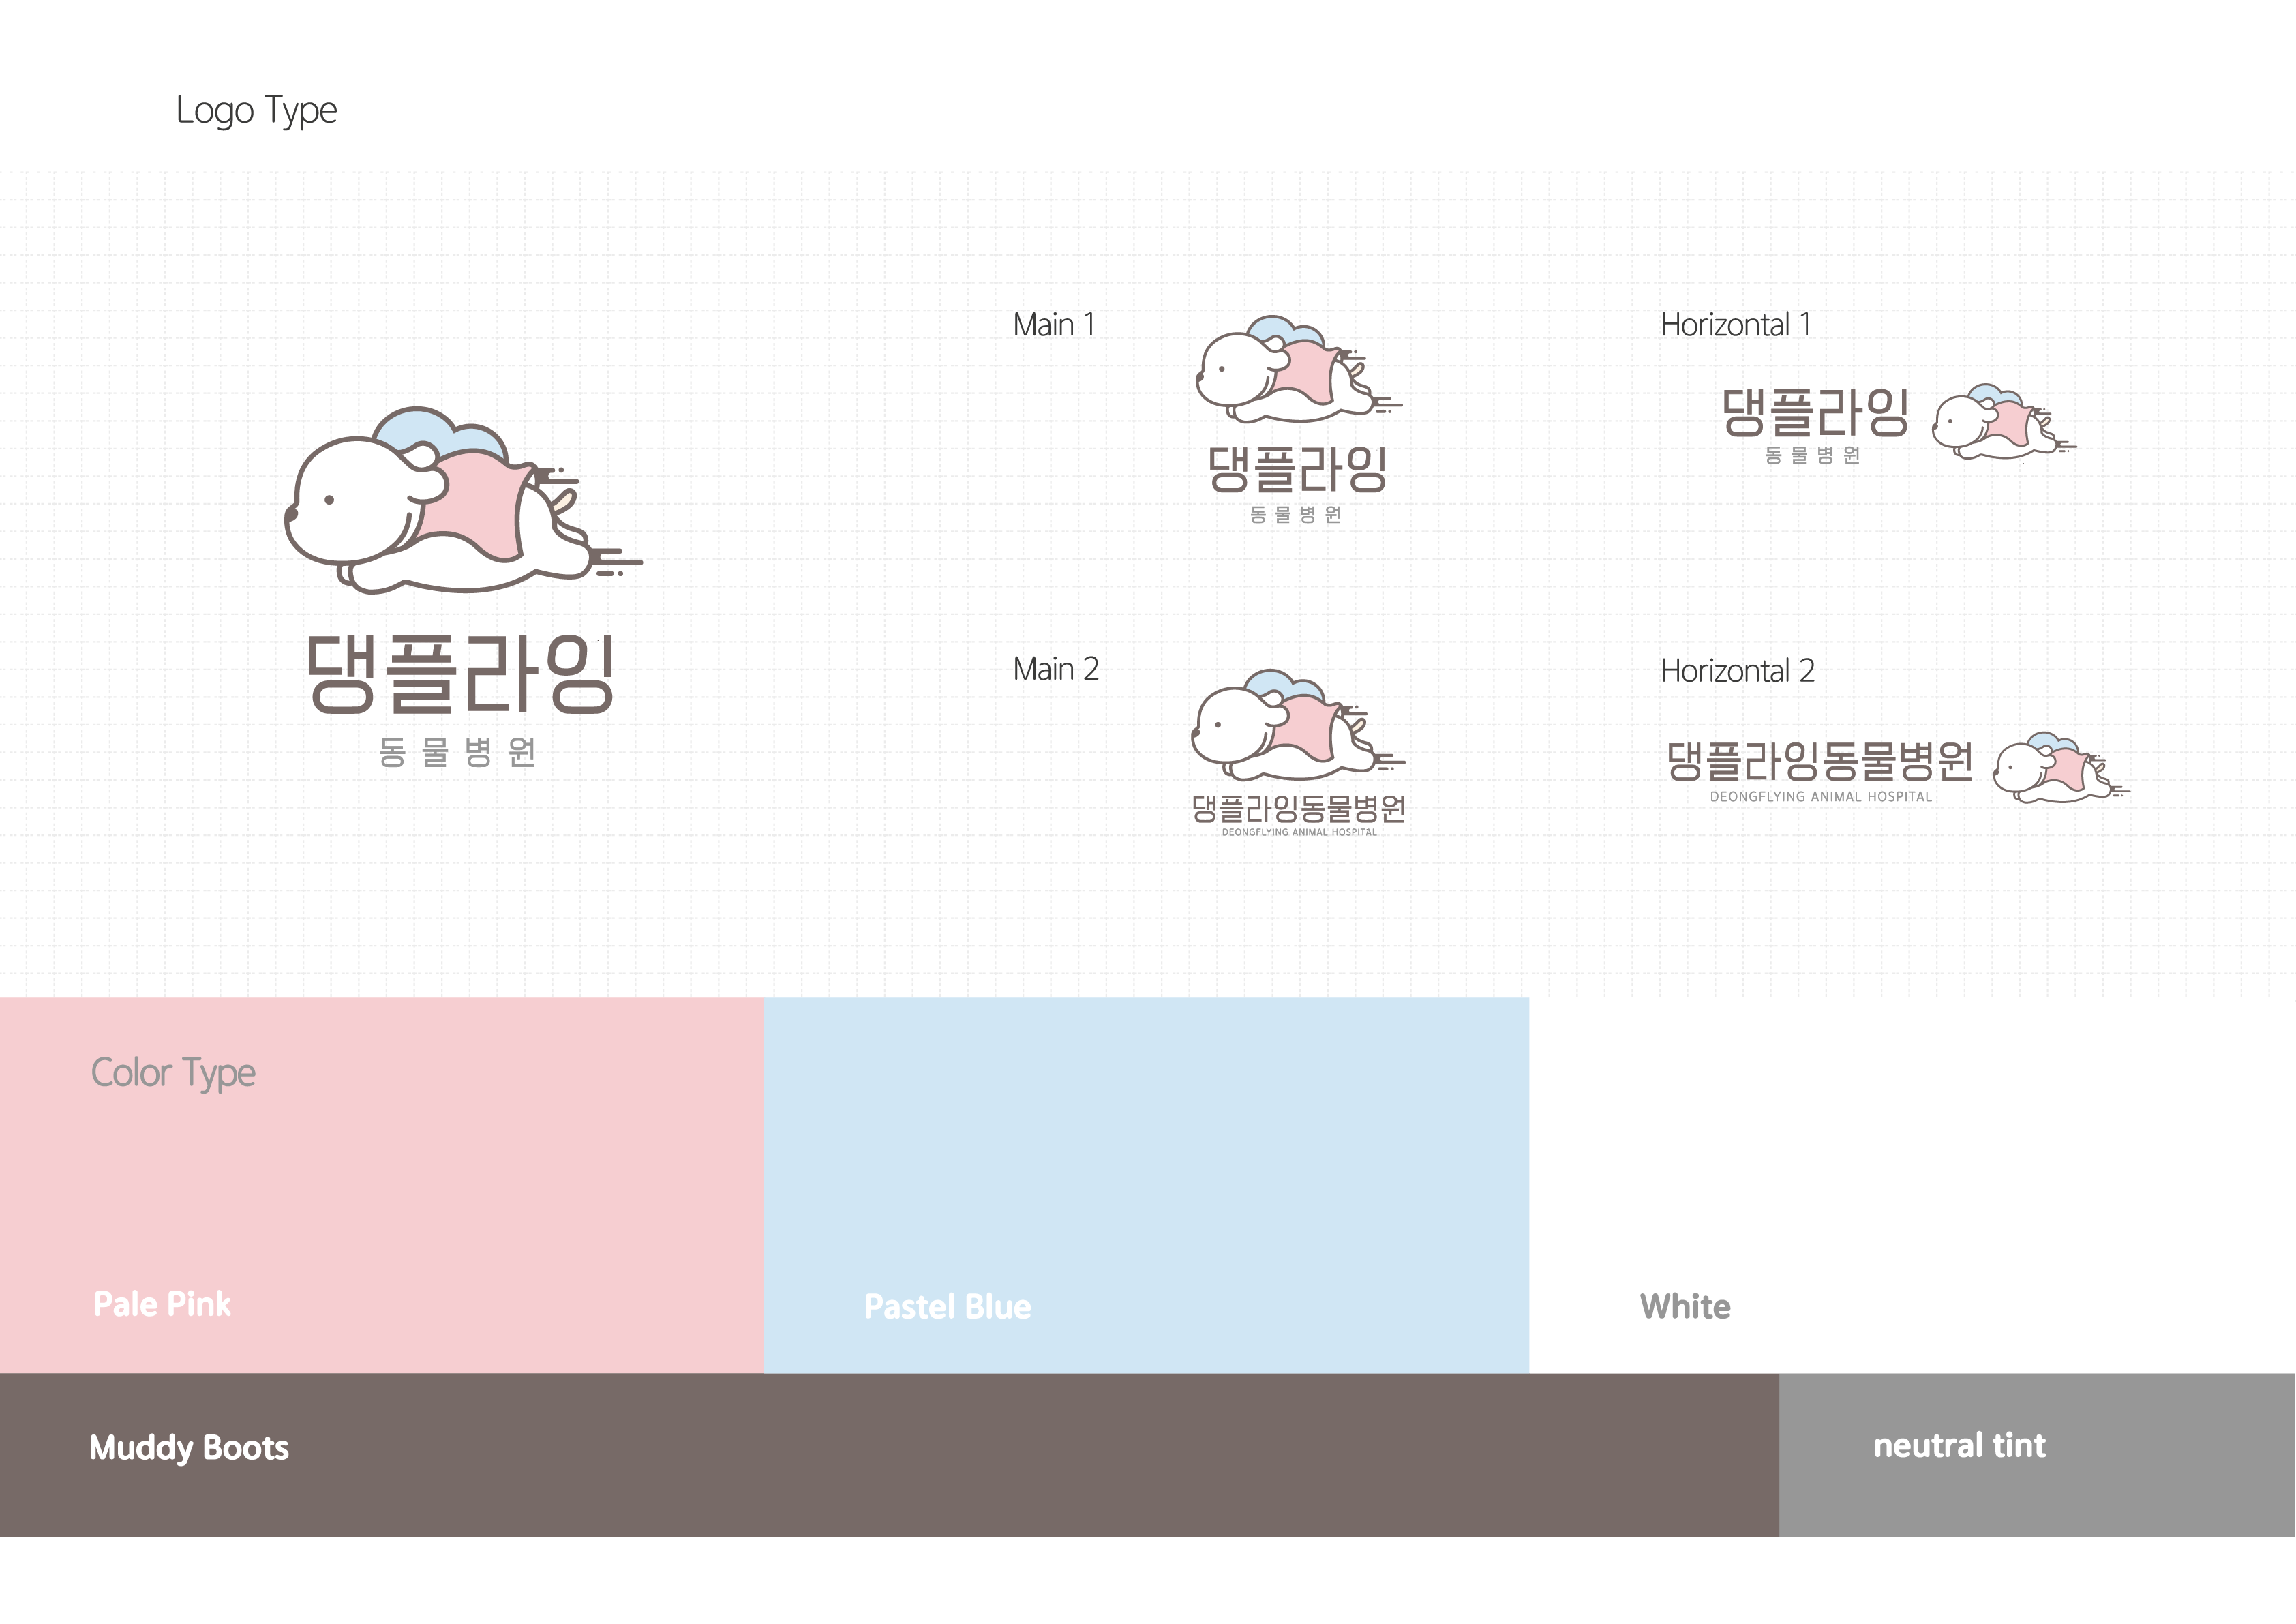 Logo Type
댕플라잉
동물병원
Main 1
댕플라잉
동물병원
Horizontal 1
댕플라잉
동물병원
Main 2
댕플라잉동물병원
DEONGFLYING ANIMAL HOSPITAL
Horizontal 2
댕플라잉동물병원
DEONGFLYING ANIMAL HOSPITAL
Color Type
Pale Pink
Pastel Blue
White
Muddy Boots
neutral tint